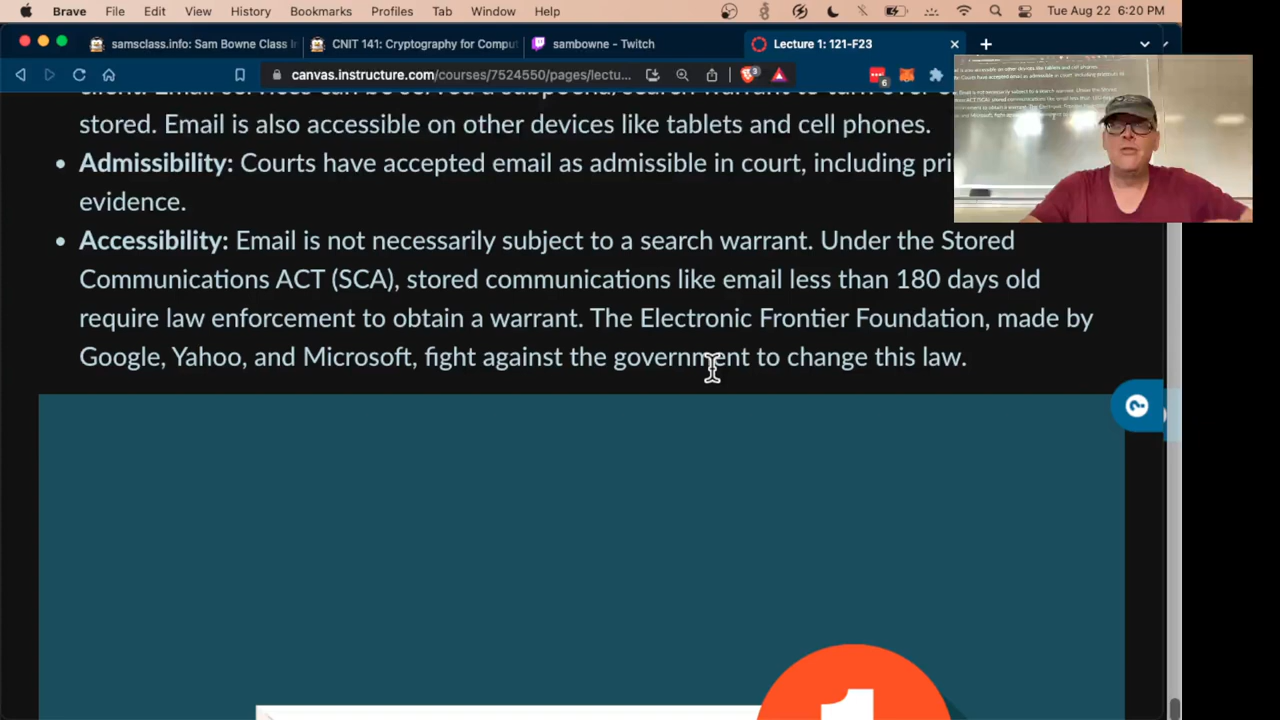 Brave File Edit View History Bookmarks Profiles Tab Window Help Tue Aug 22 6:20 PM
samsclass.info: Sam Bowne Class I
CNIT 141: Cryptography for Comput
sambowne - Twitch
Lecture 1: 121-F23
canvas.instructure.com/courses/7524550/pages/lectu...
3
6
stored. Email is also accessible on other devices like tablets and cell phones.
Admissibility: Courts have accepted email as admissible in court, including pri
evidence.
Accessibility: Email is not necessarily subject to a search warrant. Under the Stored
Communications ACT (SCA), stored communications like email less than 180 days old
require law enforcement to obtain a warrant. The Electronic Frontier Foundation, made by
Google, Yahoo, and Microsoft, fight against the government to change this law.
1